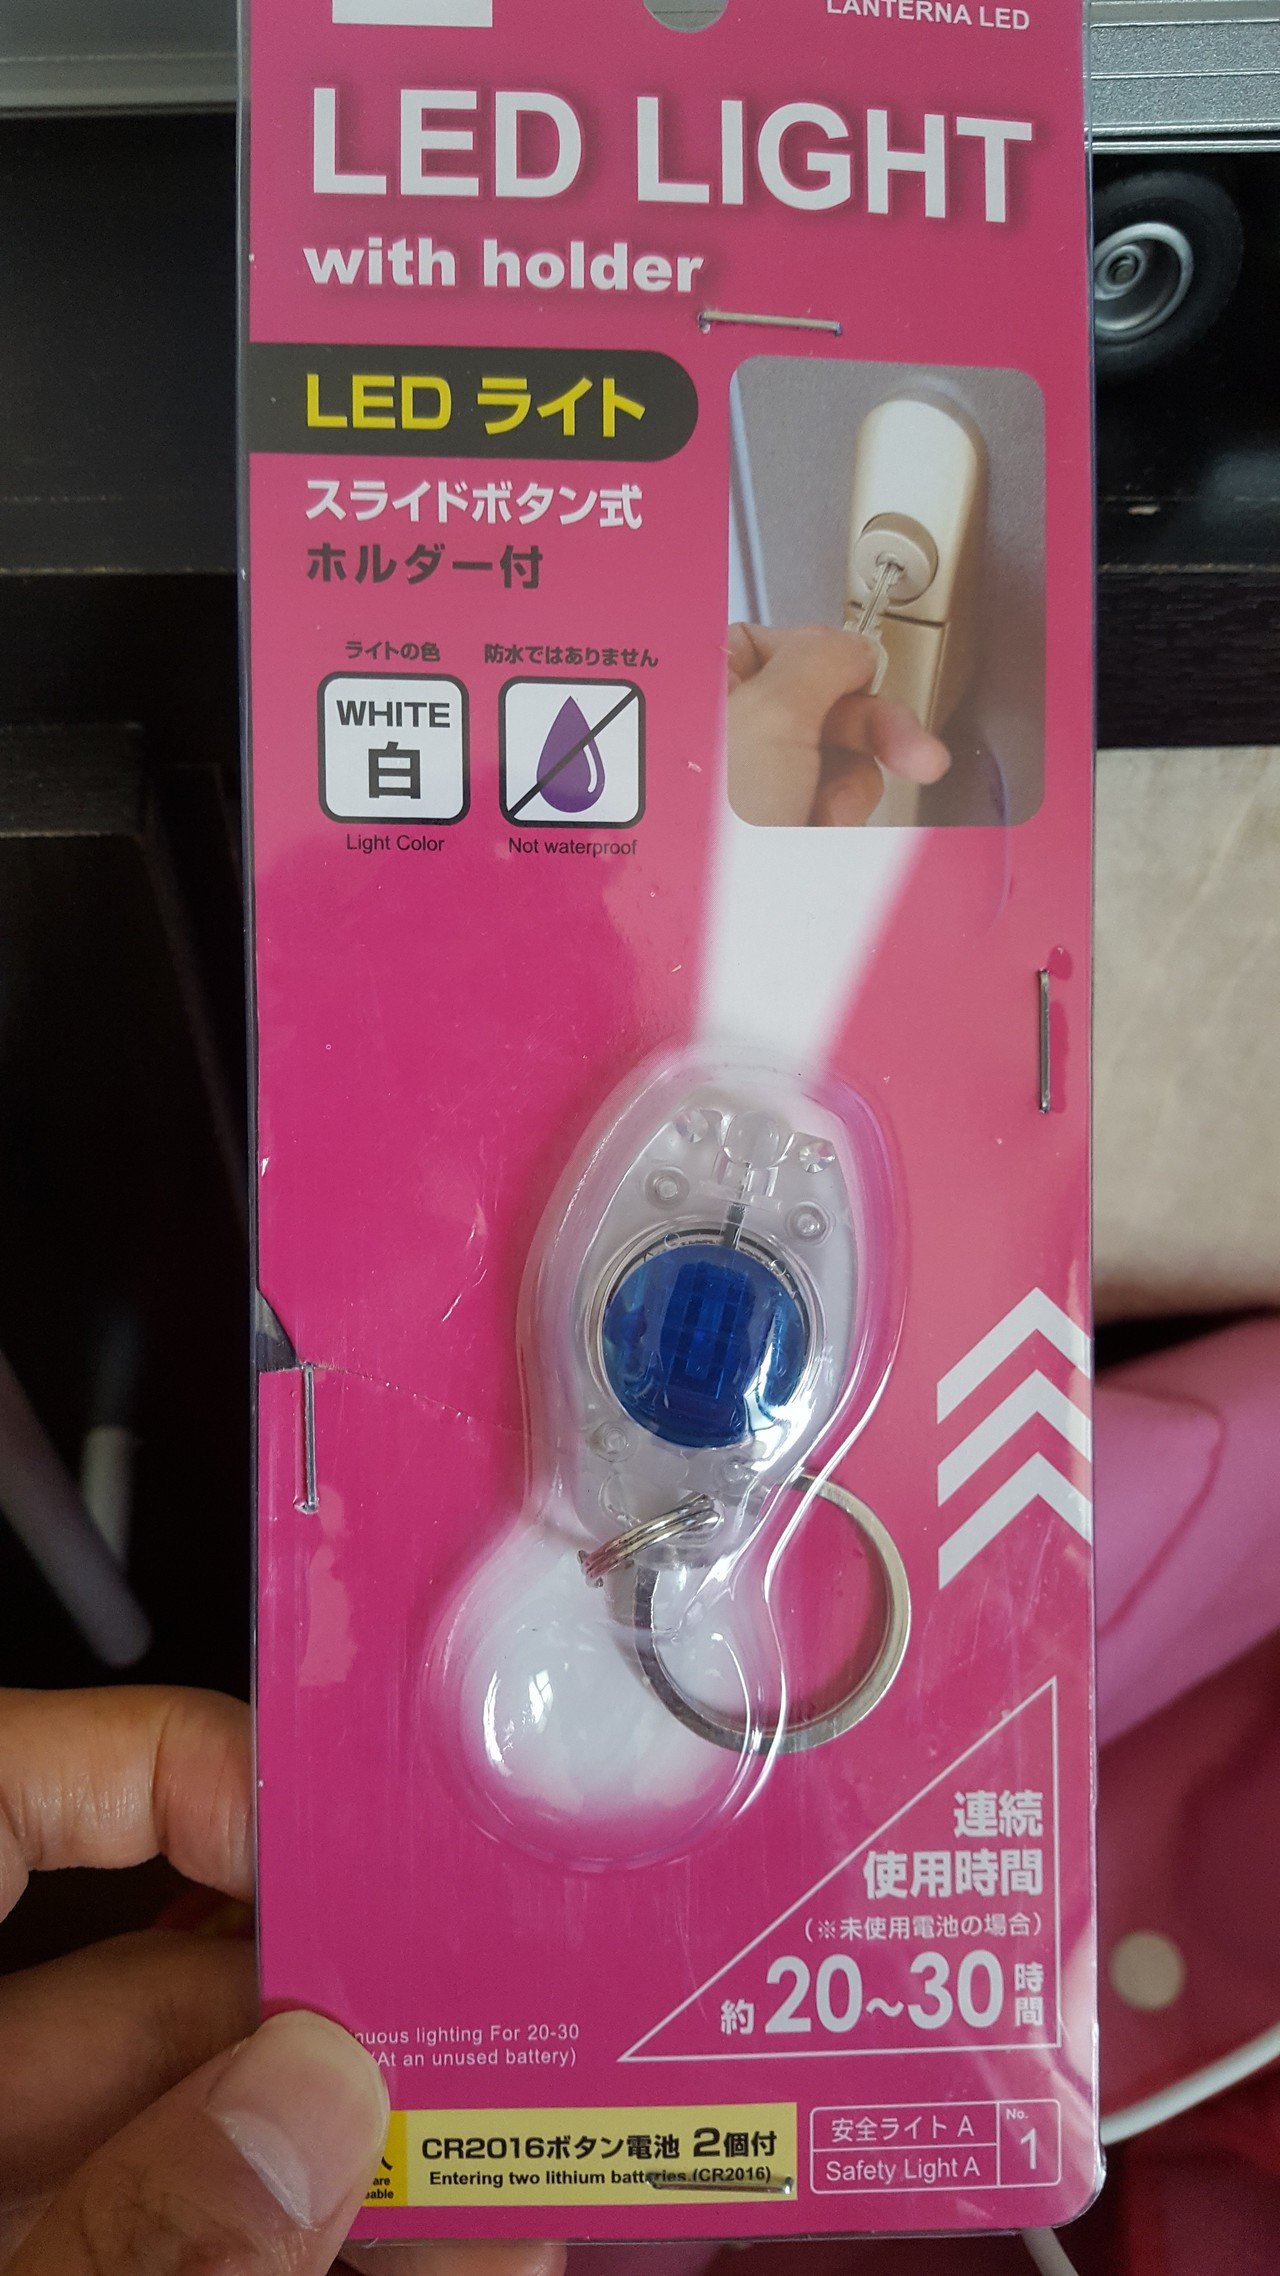 LANTERNA LED
LED LIGHT
with holder
LED ライト
スライドボタン式
ホルダー付
ライトの色
WHITE
白
Light Color
防水ではありません
Not waterproof
連続
使用時間
(※未使用電池の場合)
約20~30時間
nuous lighting For 20-30
(At an unused battery)
CR2016ボタン電池 2個付
Entering two lithium batteries.(CR2016)
安全ライト A
Safety Light A
No.
1